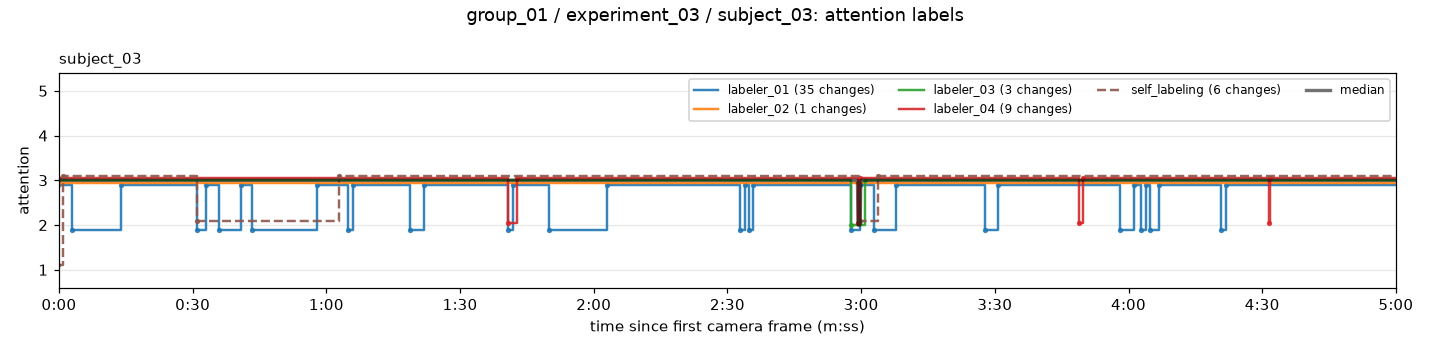 group_01 / experiment_03 / subject_03: attention labels
subject_03
labeler_01 (35 changes)
labeler_02 (1 changes)
labeler_03 (3 changes)
labeler_04 (9 changes)
self_labeling (6 changes)
median
attention
5
4
3
2
1
0:00
0:30
1:00
1:30
2:00
2:30
3:00
3:30
4:00
4:30
5:00
time since first camera frame (m:ss)